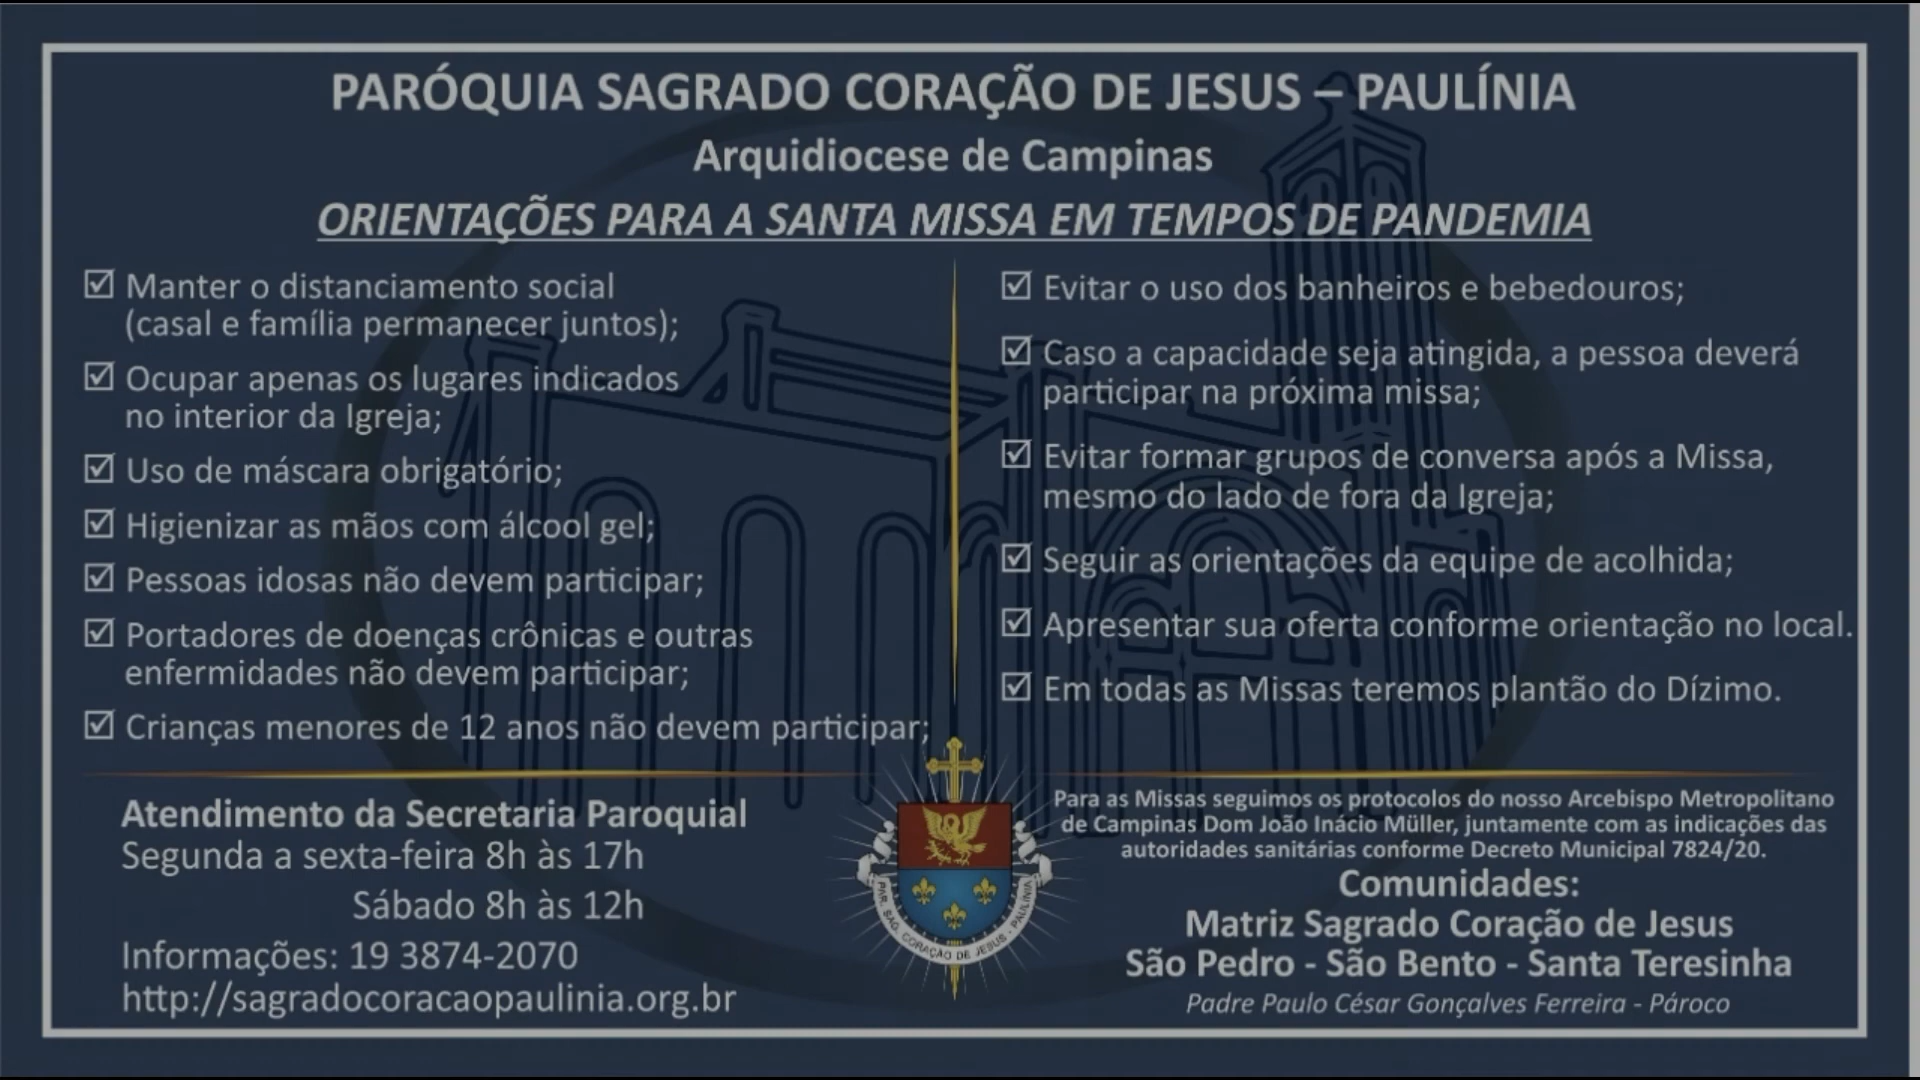 PARÓQUIA SAGRADO CORAÇÃO DE JESUS – PAULÍNIA
Arquidiocese de Campinas
ORIENTAÇÕES PARA A SANTA MISSA EM TEMPOS DE PANDEMIA
☑ Manter o distanciamento social
(casal e família permanecer juntos);
☑ Ocupar apenas os lugares indicados
no interior da Igreja;
☑ Uso de máscara obrigatório;
☑ Higienizar as mãos com álcool gel;
☑ Pessoas idosas não devem participar;
☑ Portadores de doenças crônicas e outras
enfermidades não devem participar;
☑ Crianças menores de 12 anos não devem participar;
☑ Evitar o uso dos banheiros e bebedouros;
☑ Caso a capacidade seja atingida, a pessoa deverá
participar na próxima missa;
☑ Evitar formar grupos de conversa após a Missa,
mesmo do lado de fora da Igreja;
☑ Seguir as orientações da equipe de acolhida;
☑ Apresentar sua oferta conforme orientação no local.
☑ Em todas as Missas teremos plantão do Dízimo.
Atendimento da Secretaria Paroquial
Segunda a sexta-feira 8h às 17h
Sábado 8h às 12h
Informações: 19 3874-2070
http://sagradocoracaopaulinia.org.br
PAR. SAG. CORAÇÃO DE JESUS - PAULÍNIA
Para as Missas seguimos os protocolos do nosso Arcebispo Metropolitano
de Campinas Dom João Inácio Müller, juntamente com as indicações das
autoridades sanitárias conforme Decreto Municipal 7824/20.
Comunidades:
Matriz Sagrado Coração de Jesus
São Pedro - São Bento - Santa Teresinha
Padre Paulo César Gonçalves Ferreira - Pároco